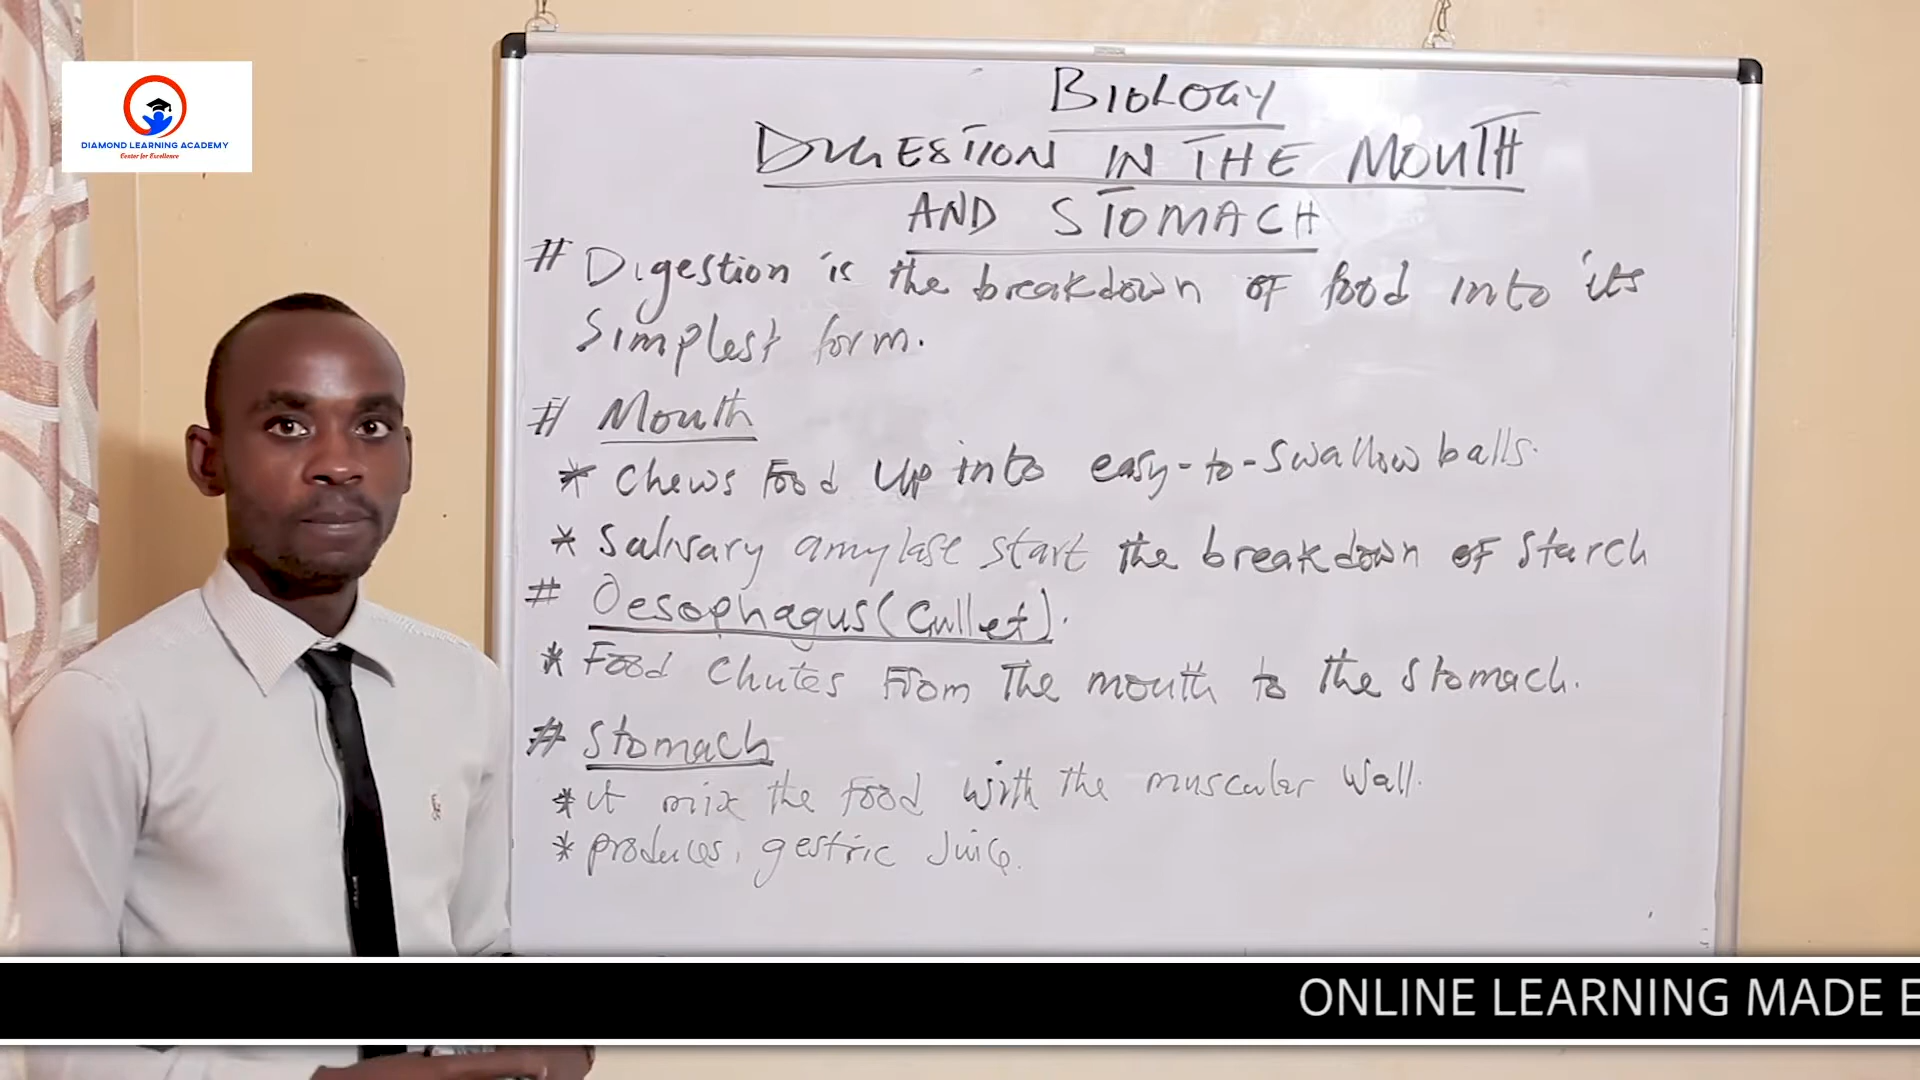 DIAMOND LEARNING ACADEMY
Center for Excellence
BIOLOGY
DIGESTION IN THE MOUTH
AND STOMACH
# Digestion is the breakdown of food into its
Simplest form.
# Mouth
* Chews Food Up into easy-to-swallow balls.
* Salivary amylase start the breakdown of starch
# Oesophagus (Gullet).
* Food Chutes From The mouth to the stomach.
# Stomach
* it mix the food with the muscular wall.
* produces, gestric Juice.
ONLINE LEARNING MADE E